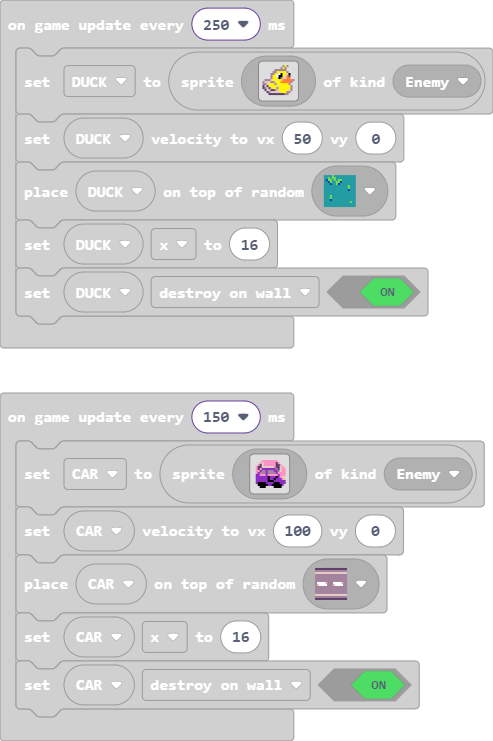 on game update every 250 ms
set DUCK to sprite of kind Enemy
set DUCK velocity to vx 50 vy 0
place DUCK on top of random
set DUCK x to 16
set DUCK destroy on wall ON
on game update every 150 ms
set CAR to sprite of kind Enemy
set CAR velocity to vx 100 vy 0
place CAR on top of random
set CAR x to 16
set CAR destroy on wall ON